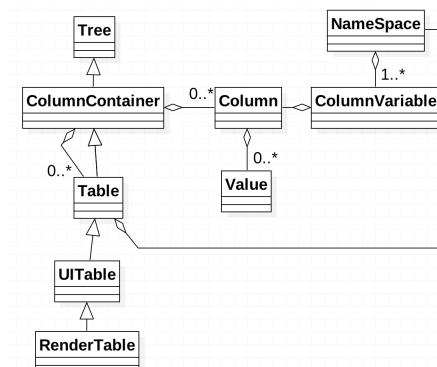 NameSpace
Tree
1..*
0..*
ColumnContainer
Column
ColumnVariable
0..*
0..*
Table
Value
UITable
RenderTable